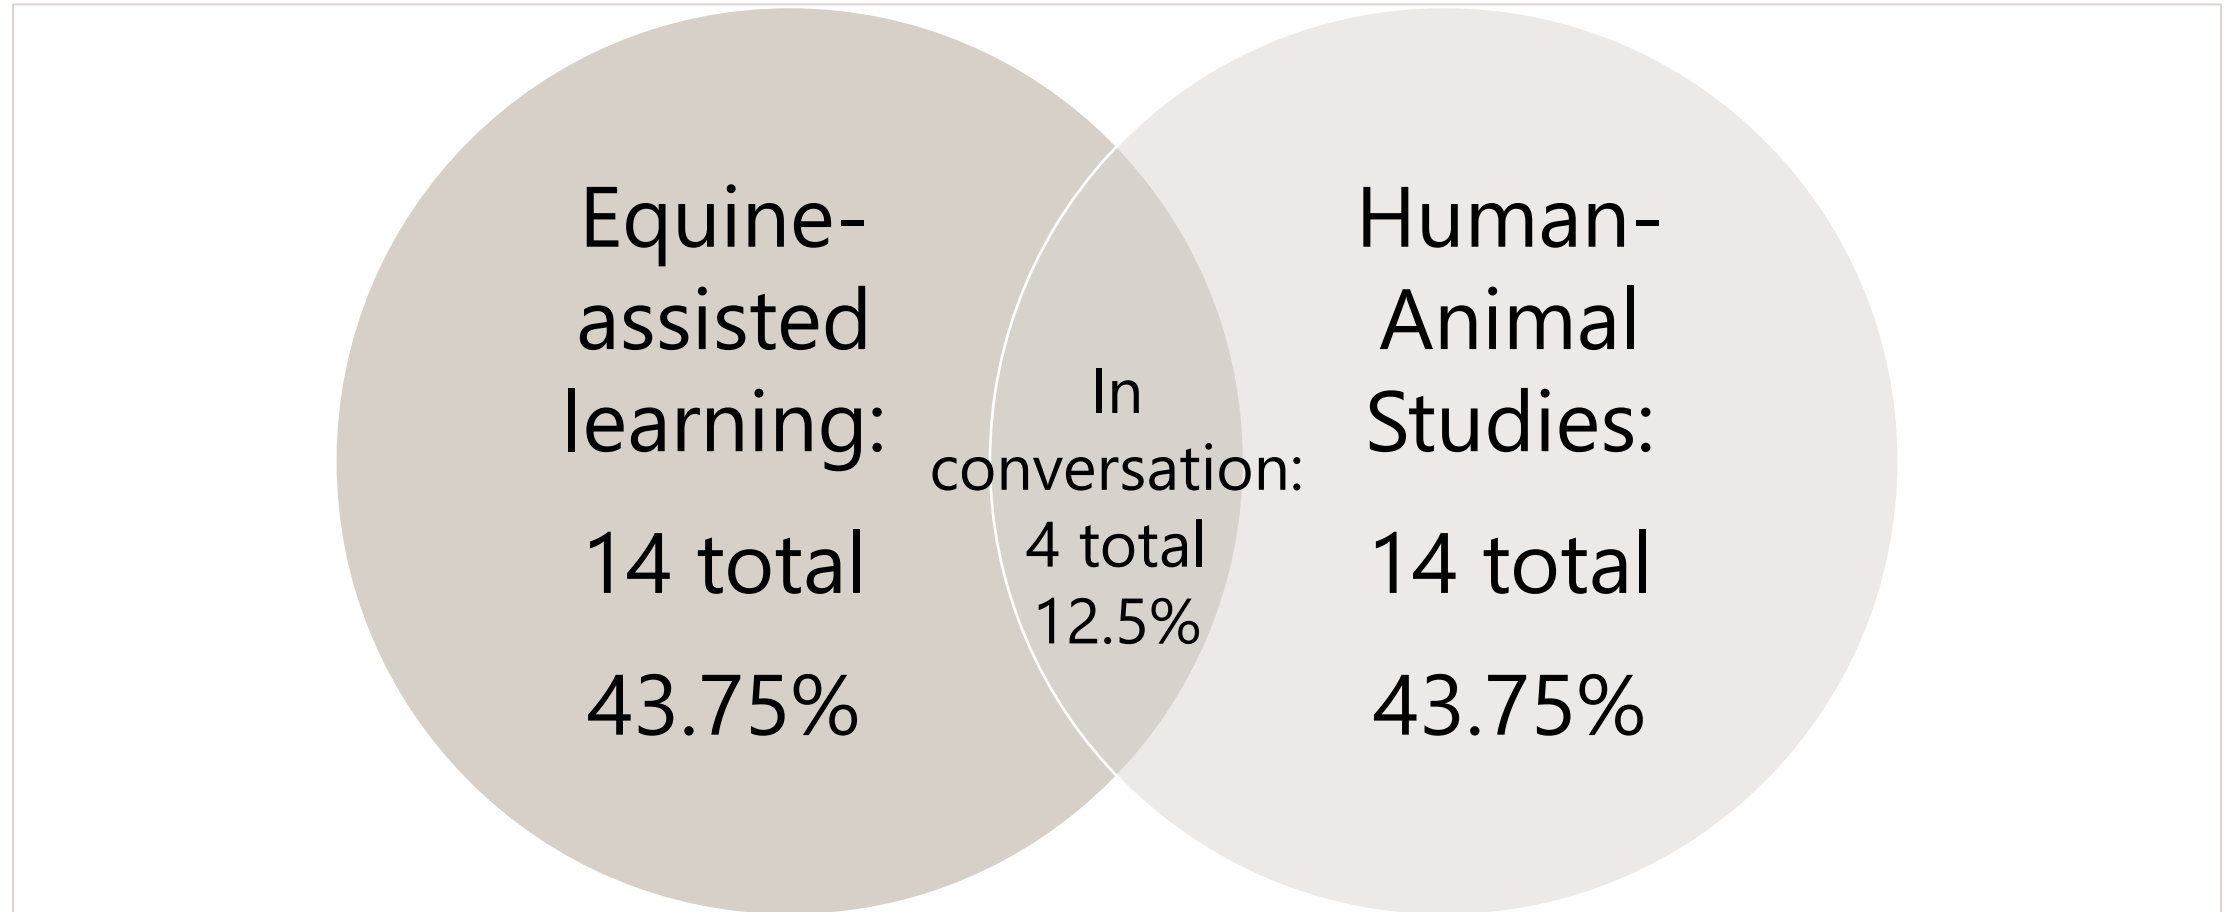 Equine-
assisted
learning:
14 total
43.75%
In
conversation:
4 total
12.5%
Human-
Animal
Studies:
14 total
43.75%